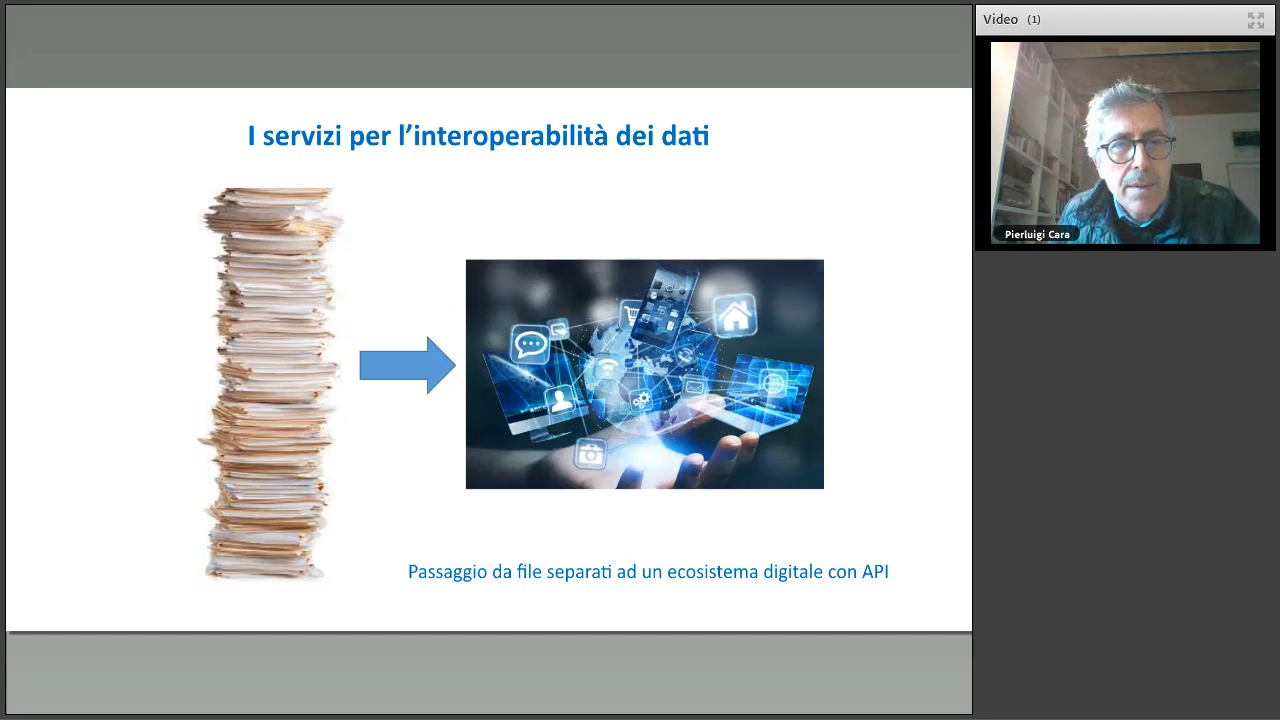 Video (1)
I servizi per l'interoperabilità dei dati
Pierluigi Cara
Passaggio da file separati ad un ecosistema digitale con API